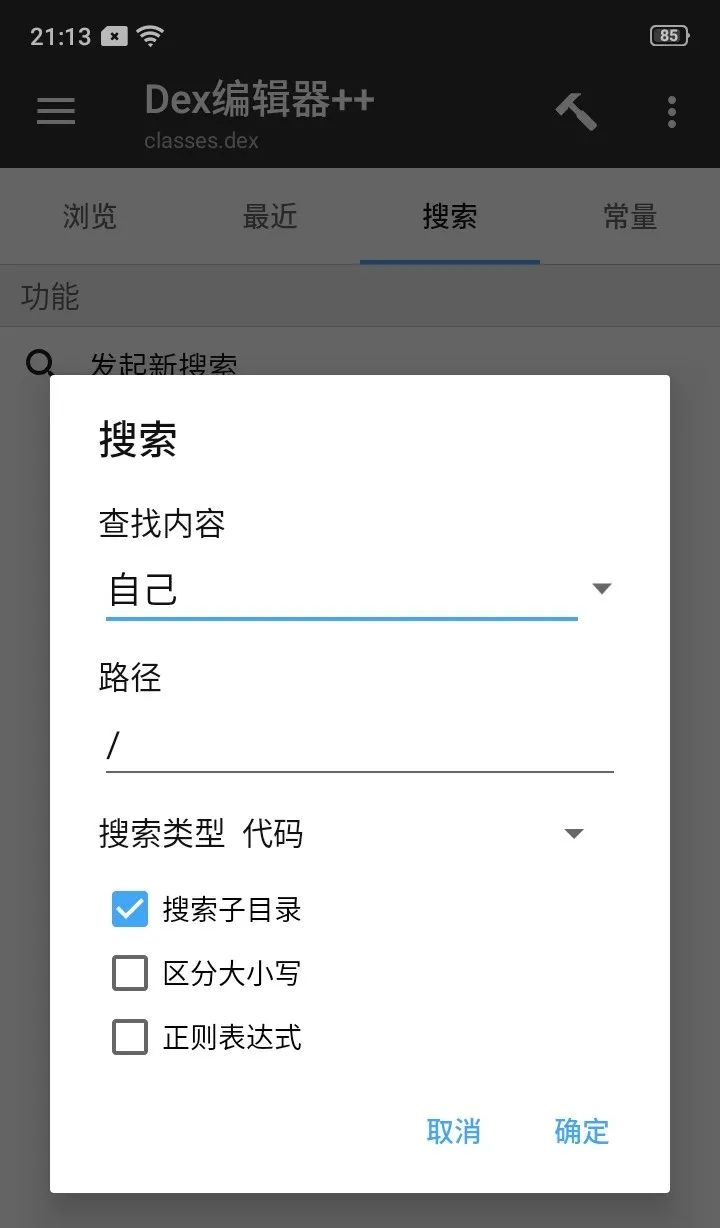 21:13
85
Dex编辑器++
classes.dex
浏览 最近 搜索 常量
功能
发起新搜索
搜索
查找内容
自己
路径
/
搜索类型 代码
搜索子目录
区分大小写
正则表达式
取消 确定